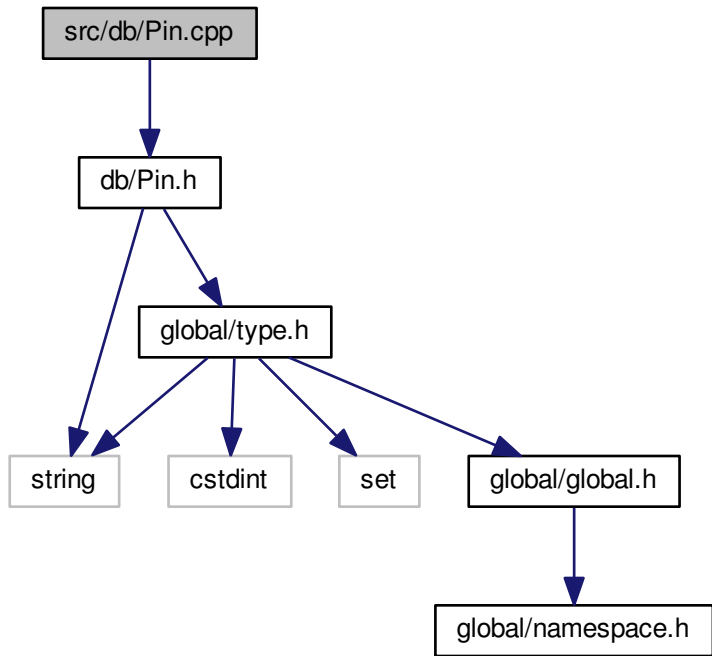 src/db/Pin.cpp
db/Pin.h
global/type.h
string
cstdint
set
global/global.h
global/namespace.h